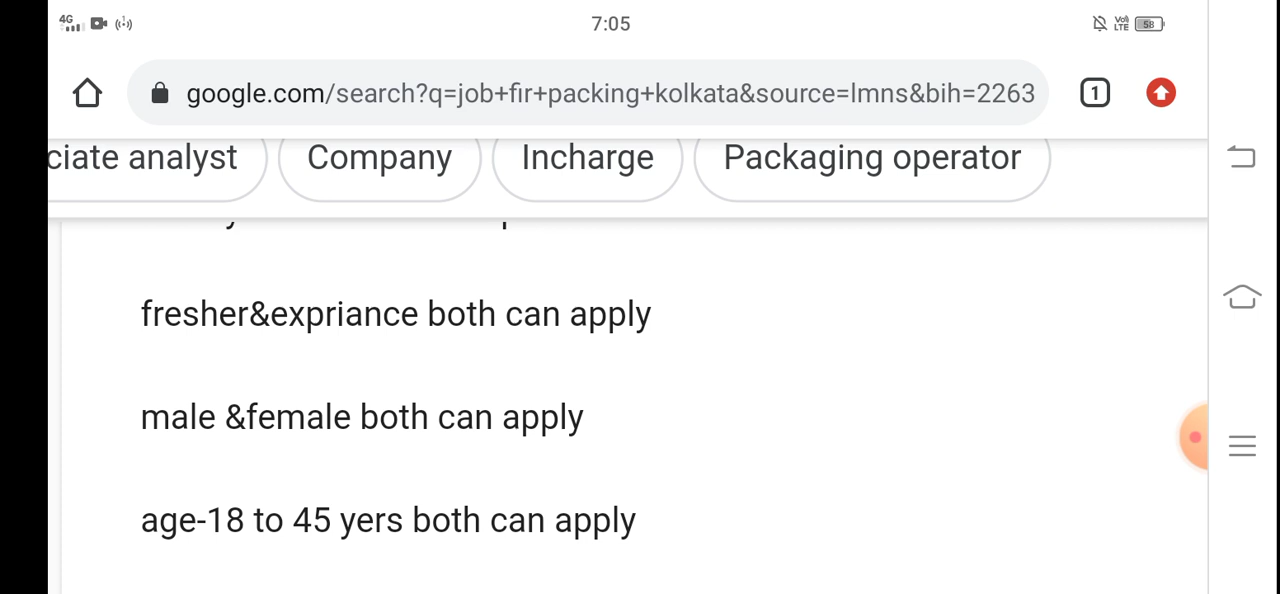 4G 7:05 Vo) LTE 58
google.com/search?q=job+fir+packing+kolkata&source=lmns&bih=2263 1
ciate analyst Company Incharge Packaging operator
fresher&expriance both can apply
male &female both can apply
age-18 to 45 yers both can apply